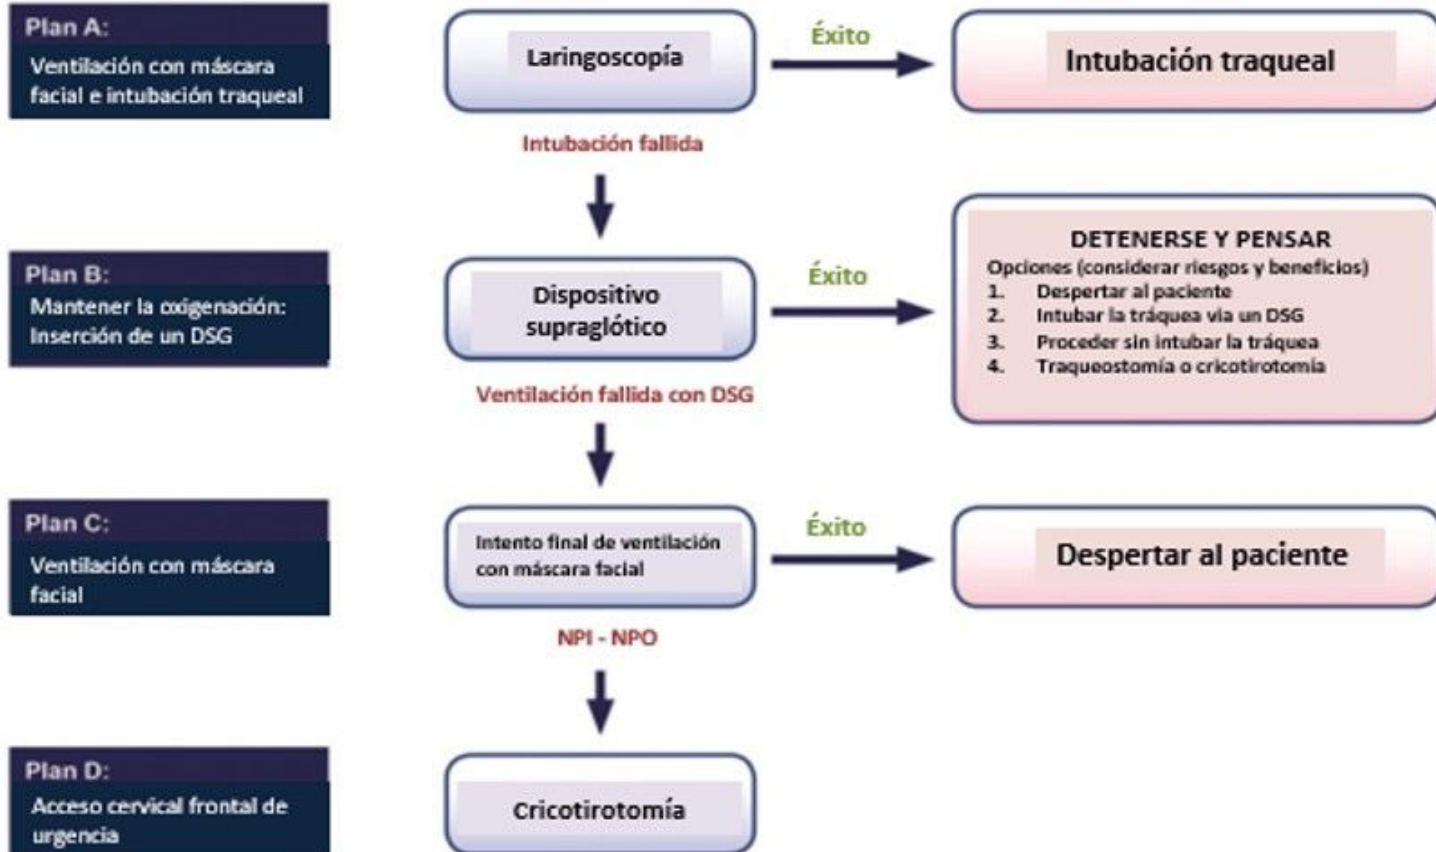 Plan A:
Ventilación con máscara
facial e intubación traqueal
Laringoscopía
Éxito
Intubación traqueal
Intubación fallida
Plan B:
Mantener la oxigenación:
Inserción de un DSG
Dispositivo
supraglótico
Éxito
DETENERSE Y PENSAR
Opciones (considerar riesgos y beneficios)
1. Despertar al paciente
2. Intubar la tráquea via un DSG
3. Proceder sin intubar la tráquea
4. Traqueostomía o cricotirotomía
Ventilación fallida con DSG
Plan C:
Ventilación con máscara
facial
Intento final de ventilación
con máscara facial
Éxito
Despertar al paciente
NPI - NPO
Plan D:
Acceso cervical frontal de
urgencia
Cricotirotomía